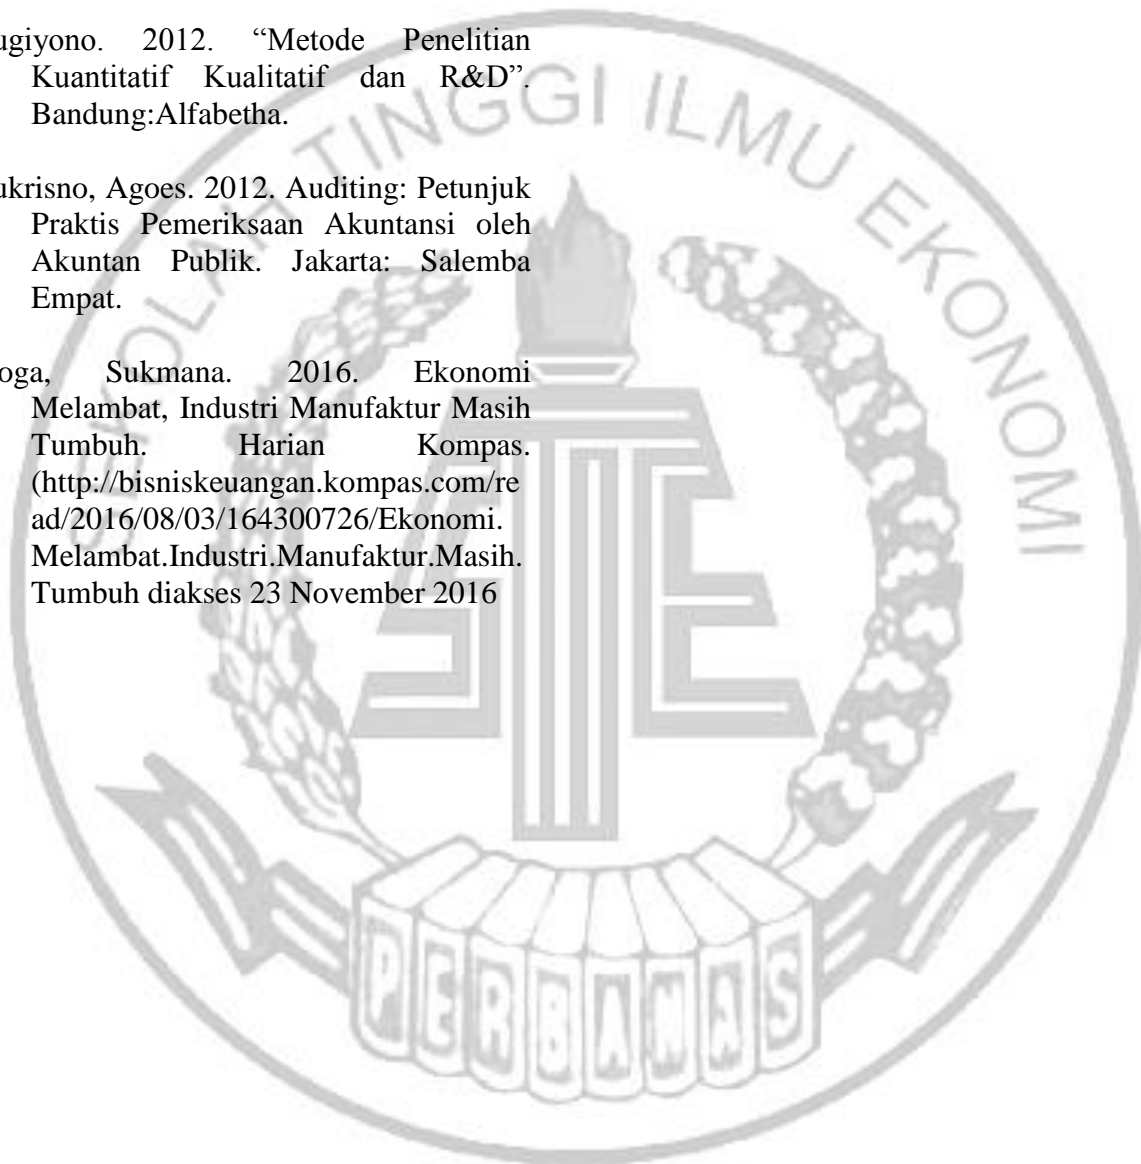 ugiyono. 2012. “Metode Penelitian
Kuantitatif Kualitatif dan R&D”.
Bandung:Alfabetha.
ukrisno, Agoes. 2012. Auditing: Petunjuk
Praktis Pemeriksaan Akuntansi oleh
Akuntan Publik. Jakarta: Salemba
Empat.
oga, Sukmana. 2016. Ekonomi
Melambat, Industri Manufaktur Masih
Tumbuh. Harian Kompas.
(http://bisniskeuangan.kompas.com/re
ad/2016/08/03/164300726/Ekonomi.
Melambat.Industri.Manufaktur.Masih.
Tumbuh diakses 23 November 2016
SEKOLAH TINGGI ILMU EKONOMI
PERBANAS